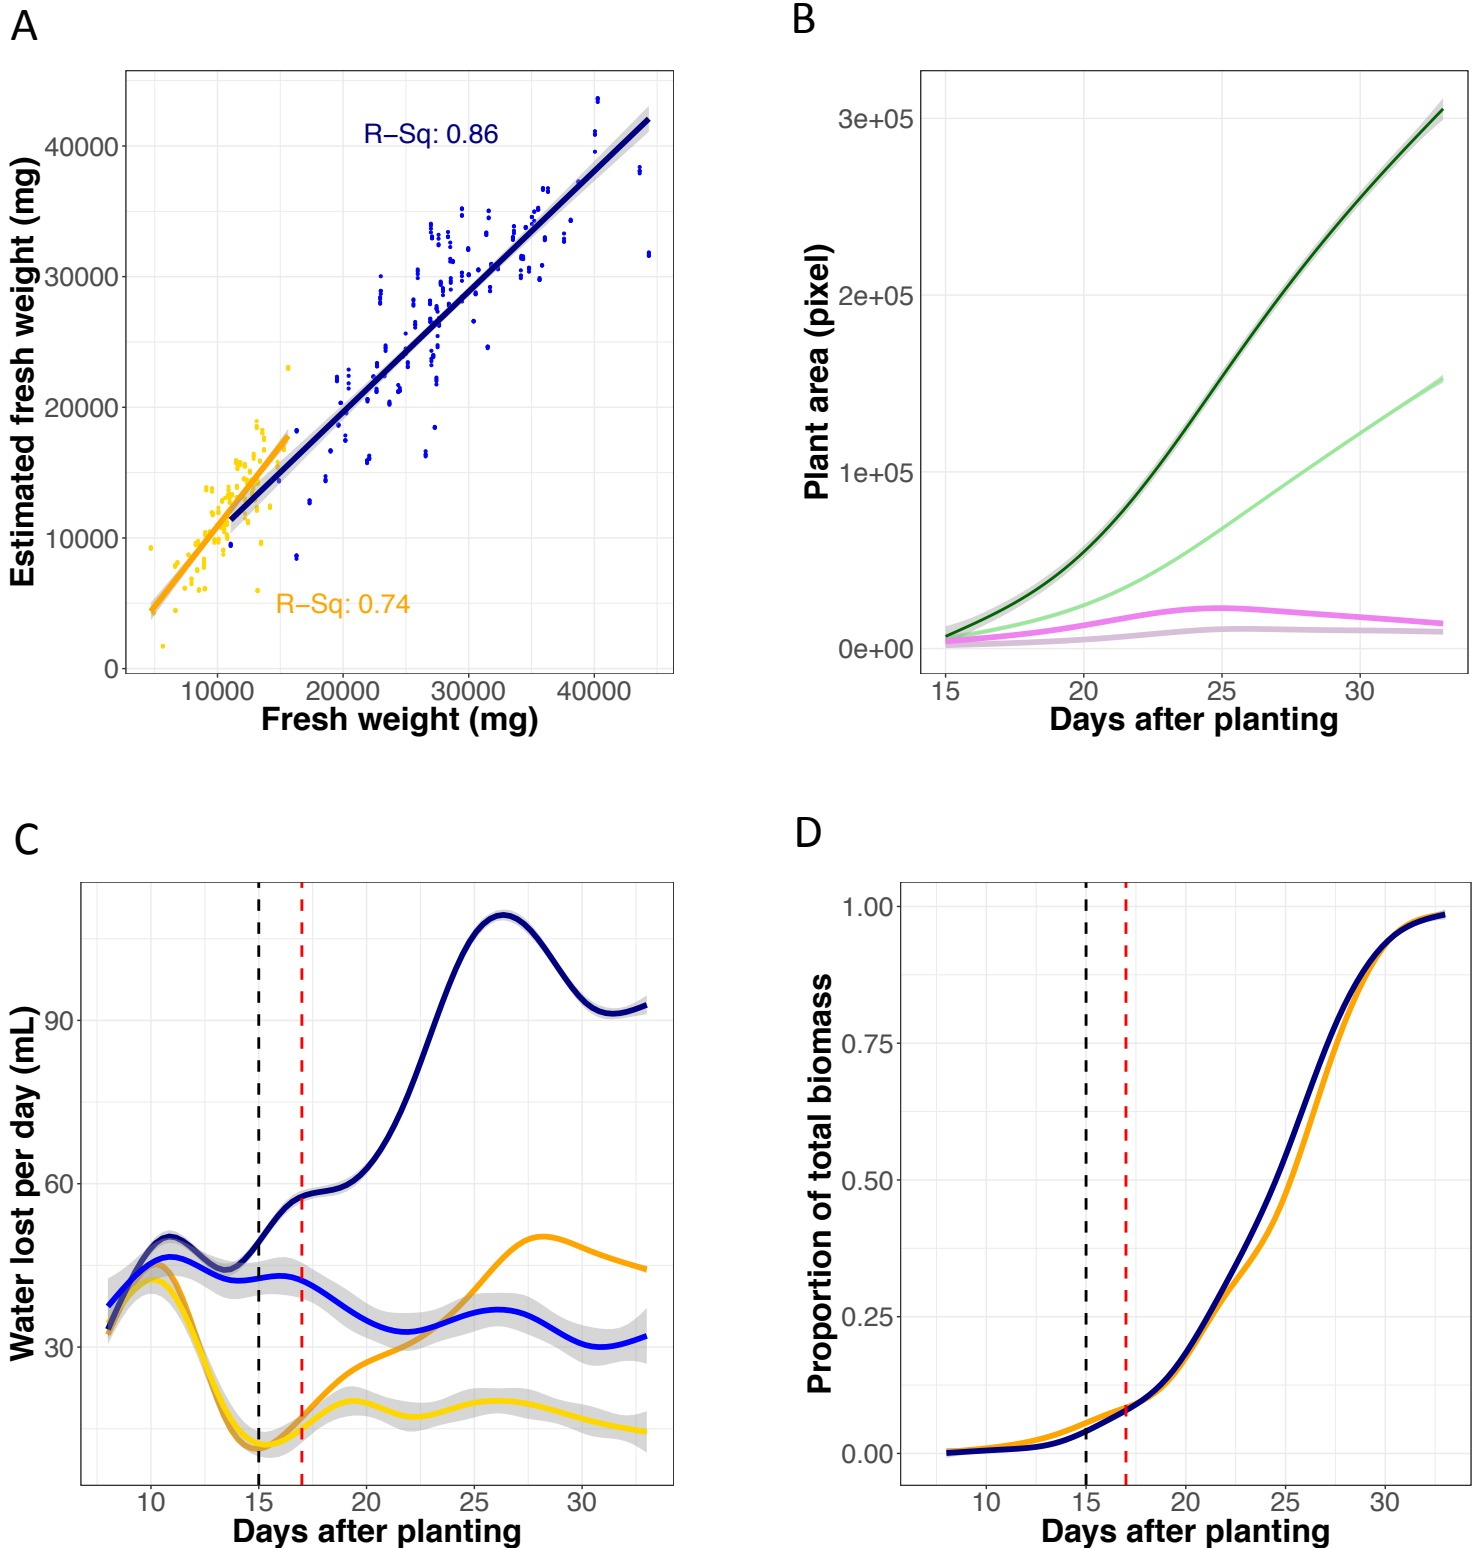 A
Estimated fresh weight (mg)
40000
30000
20000
10000
0
R-Sq: 0.86
R-Sq: 0.74
10000 20000 30000 40000
Fresh weight (mg)
B
Plant area (pixel)
3e+05
2e+05
1e+05
0e+00
15 20 25 30
Days after planting
C
Water lost per day (mL)
90
60
30
10 15 20 25 30
Days after planting
D
Proportion of total biomass
1.00
0.75
0.50
0.25
0.00
10 15 20 25 30
Days after planting